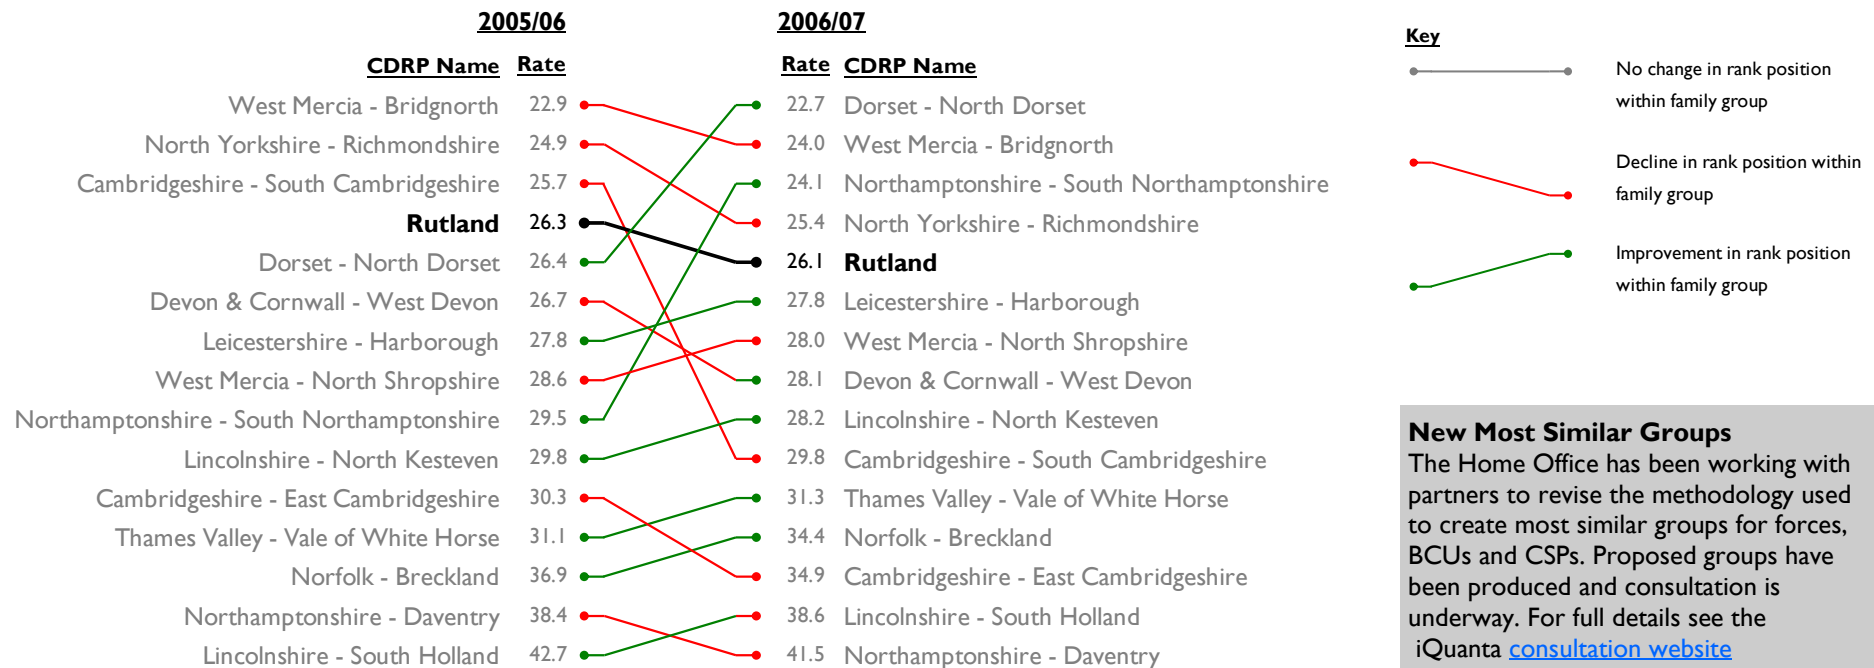 2005/06 2006/07
CDRP Name Rate Rate CDRP Name
West Mercia - Bridgnorth 22.9 22.7 Dorset - North Dorset
North Yorkshire - Richmondshire 24.9 24.0 West Mercia - Bridgnorth
Cambridgeshire - South Cambridgeshire 25.7 24.1 Northamptonshire - South Northamptonshire
Rutland 26.3 25.4 North Yorkshire - Richmondshire
Dorset - North Dorset 26.4 26.1 Rutland
Devon & Cornwall - West Devon 26.7 27.8 Leicestershire - Harborough
Leicestershire - Harborough 27.8 28.0 West Mercia - North Shropshire
West Mercia - North Shropshire 28.6 28.1 Devon & Cornwall - West Devon
Northamptonshire - South Northamptonshire 29.5 28.2 Lincolnshire - North Kesteven
Lincolnshire - North Kesteven 29.8 29.8 Cambridgeshire - South Cambridgeshire
Cambridgeshire - East Cambridgeshire 30.3 31.3 Thames Valley - Vale of White Horse
Thames Valley - Vale of White Horse 31.1 34.4 Norfolk - Breckland
Norfolk - Breckland 36.9 34.9 Cambridgeshire - East Cambridgeshire
Northamptonshire - Daventry 38.4 38.6 Lincolnshire - South Holland
Lincolnshire - South Holland 42.7 41.5 Northamptonshire - Daventry
Key
No change in rank position
within family group
Decline in rank position within
family group
Improvement in rank position
within family group
New Most Similar Groups
The Home Office has been working with
partners to revise the methodology used
to create most similar groups for forces,
BCUs and CSPs. Proposed groups have
been produced and consultation is
underway. For full details see the
iQuanta consultation website